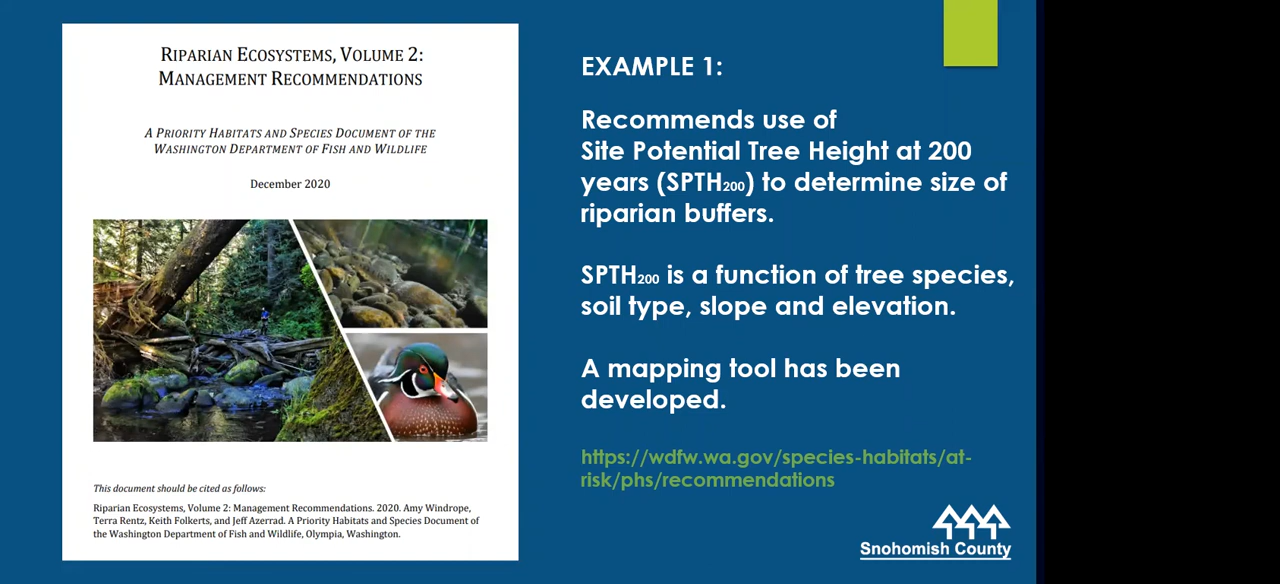 RIPARIAN ECOSYSTEMS, VOLUME 2:
MANAGEMENT RECOMMENDATIONS
A PRIORITY HABITATS AND SPECIES DOCUMENT OF THE
WASHINGTON DEPARTMENT OF FISH AND WILDLIFE
December 2020
This document should be cited as follows:
Riparian Ecosystems, Volume 2: Management Recommendations. 2020. Amy Windrope,
Terra Rentz, Keith Folkerts, and Jeff Azerrad. A Priority Habitats and Species Document of
the Washington Department of Fish and Wildlife, Olympia, Washington.
EXAMPLE 1:
Recommends use of
Site Potential Tree Height at 200
years (SPTH200) to determine size of
riparian buffers.
SPTH200 is a function of tree species,
soil type, slope and elevation.
A mapping tool has been
developed.
https://wdfw.wa.gov/species-habitats/at-
risk/phs/recommendations
Snohomish County